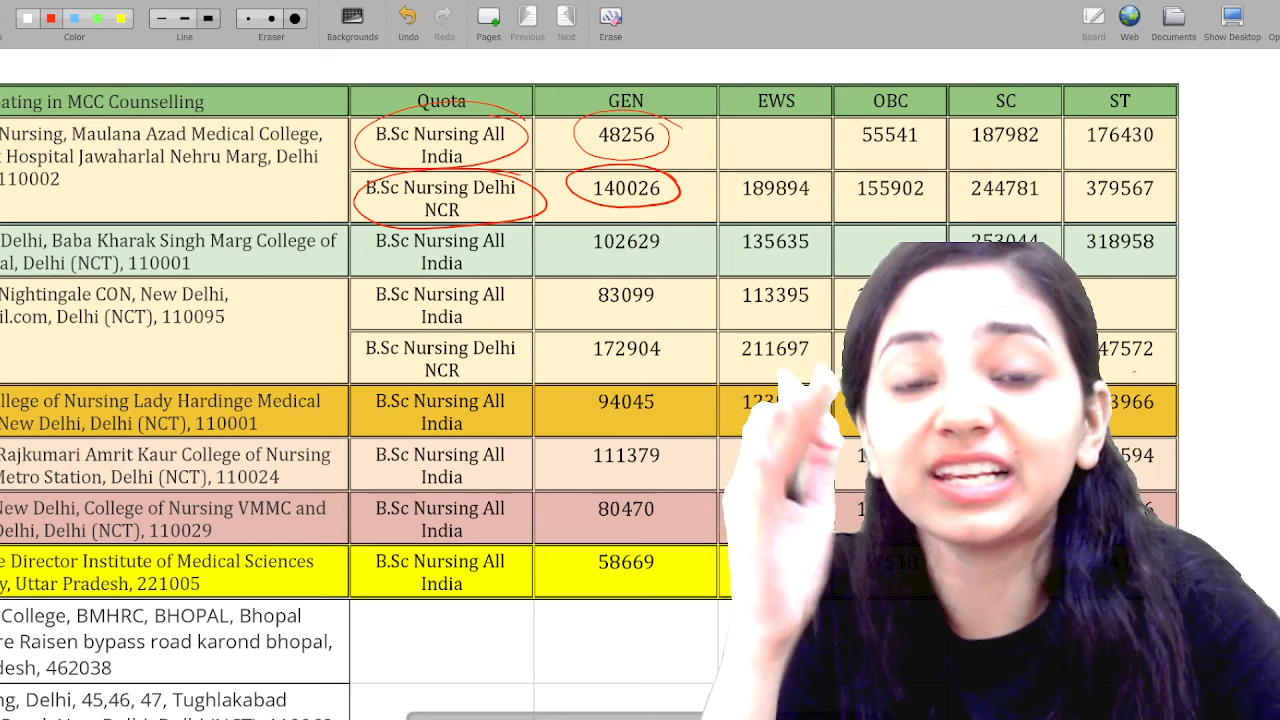 Color
Line
Eraser
Backgrounds
Undo
Redo
Pages
Previous
Next
Erase
Board
Web
Documents
Show Desktop
ating in MCC Counselling Quota GEN EWS OBC SC ST
Nursing, Maulana Azad Medical College,
Hospital Jawaharlal Nehru Marg, Delhi
110002
B.Sc Nursing All
India
48256 55541 187982 176430
B.Sc Nursing Delhi
NCR
140026 189894 155902 244781 379567
Delhi, Baba Kharak Singh Marg College of
al, Delhi (NCT), 110001
B.Sc Nursing All
India
102629 135635 253044 318958
Nightingale CON, New Delhi,
il.com, Delhi (NCT), 110095
B.Sc Nursing All
India
83099 113395
B.Sc Nursing Delhi
NCR
172904 211697 47572
llege of Nursing Lady Hardinge Medical
New Delhi, Delhi (NCT), 110001
B.Sc Nursing All
India
94045 3966
Rajkumari Amrit Kaur College of Nursing
Metro Station, Delhi (NCT), 110024
B.Sc Nursing All
India
111379 594
New Delhi, College of Nursing VMMC and
Delhi, Delhi (NCT), 110029
B.Sc Nursing All
India
80470
e Director Institute of Medical Sciences
y, Uttar Pradesh, 221005
B.Sc Nursing All
India
58669
College, BMHRC, BHOPAL, Bhopal
re Raisen bypass road karond bhopal,
desh, 462038
ng, Delhi, 45,46, 47, Tughlakabad